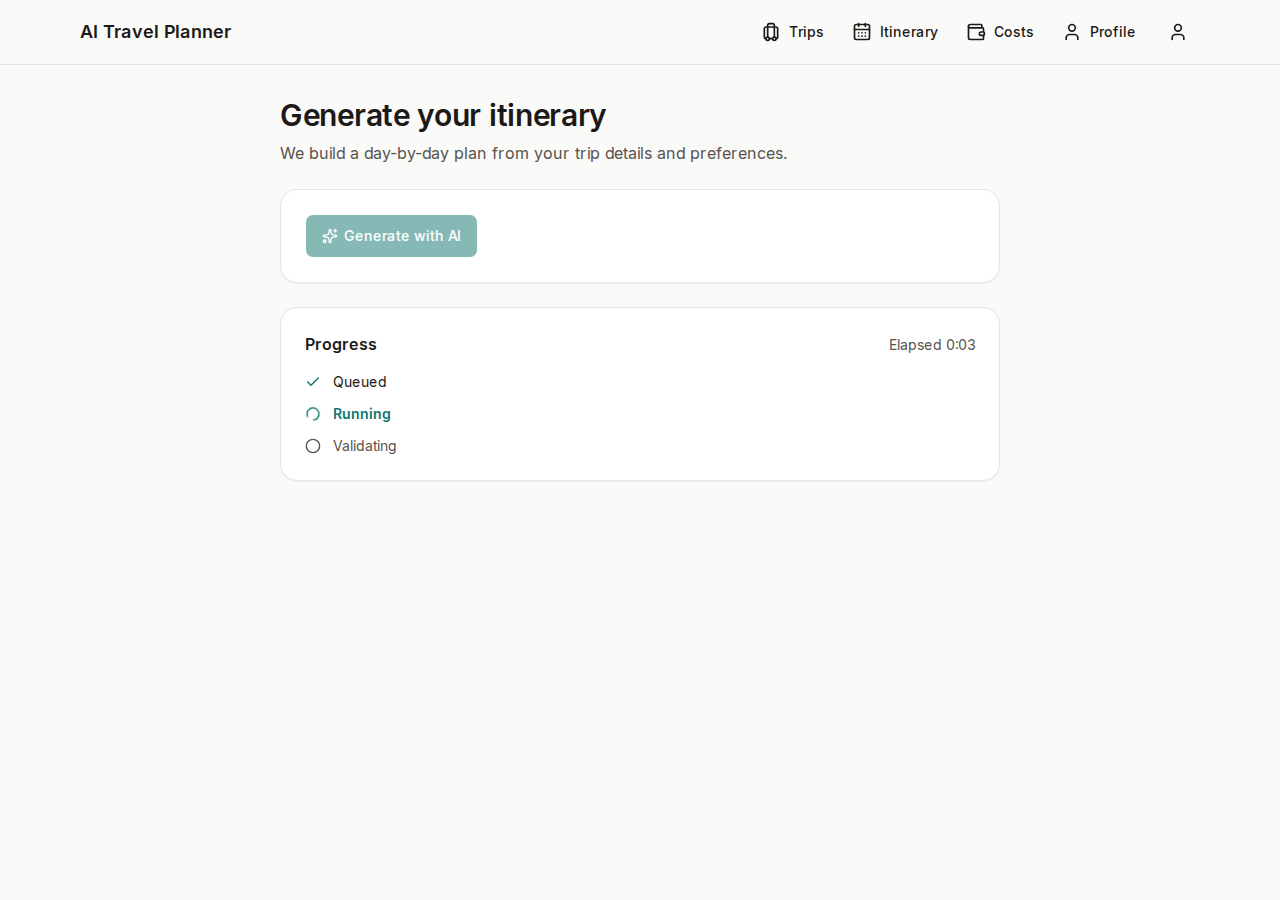 AI Travel Planner
Trips
Itinerary
Costs
Profile
Generate your itinerary
We build a day-by-day plan from your trip details and preferences.
Generate with AI
Progress
Elapsed 0:03
Queued
Running
Validating